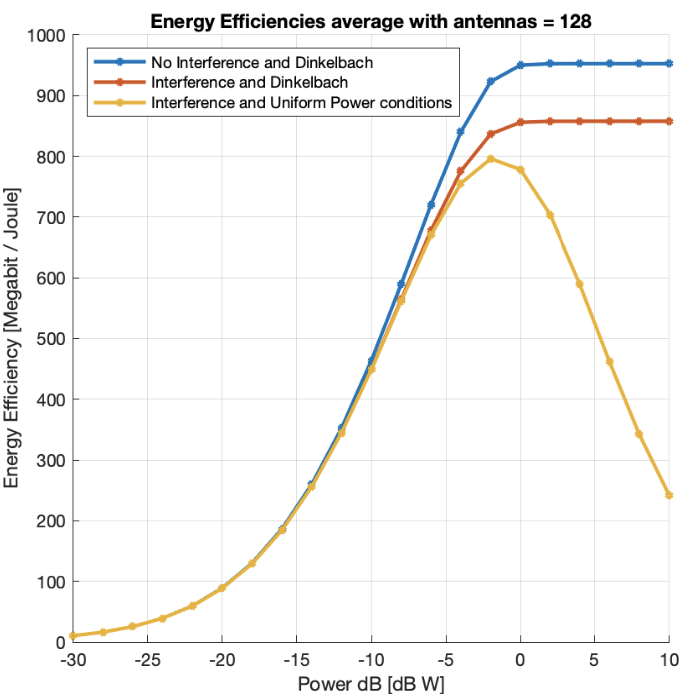 Energy Efficiencies average with antennas = 128
1000
900
800
700
600
500
400
300
200
100
0
No Interference and Dinkelbach
Interference and Dinkelbach
Interference and Uniform Power conditions
Energy Efficiency [Megabit / Joule]
-30 -25 -20 -15 -10 -5 0 5 10
Power dB [dB W]